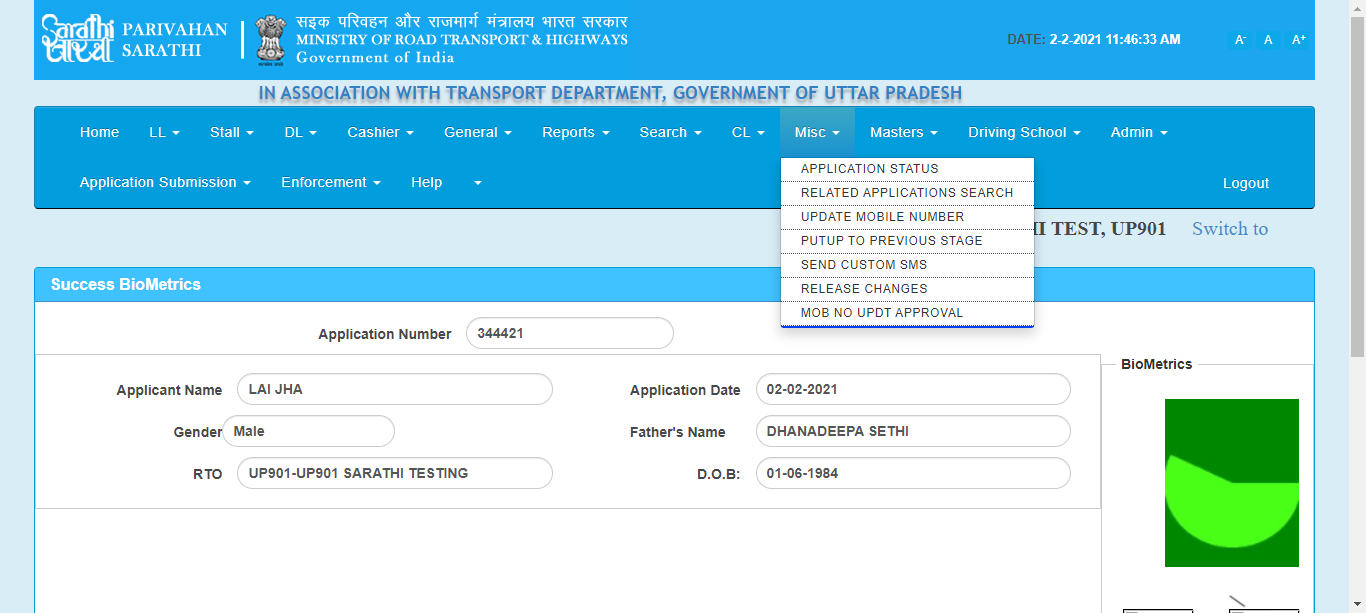 सारथी
PARIVAHAN
SARATHI
सड़क परिवहन और राजमार्ग मंत्रालय भारत सरकार
MINISTRY OF ROAD TRANSPORT & HIGHWAYS
Government of India
DATE: 2-2-2021 11:46:33 AM
A- A A+
IN ASSOCIATION WITH TRANSPORT DEPARTMENT, GOVERNMENT OF UTTAR PRADESH
Home LL Stall DL Cashier General Reports Search CL Misc Masters Driving School Admin
Application Submission Enforcement Help Logout
APPLICATION STATUS
RELATED APPLICATIONS SEARCH
UPDATE MOBILE NUMBER
PUTUP TO PREVIOUS STAGE
SEND CUSTOM SMS
RELEASE CHANGES
MOB NO UPDT APPROVAL
TEST, UP901 Switch to
Success BioMetrics
Application Number 344421
Applicant Name LAI JHA Application Date 02-02-2021
Gender Male Father's Name DHANADEEPA SETHI
RTO UP901-UP901 SARATHI TESTING D.O.B: 01-06-1984
BioMetrics